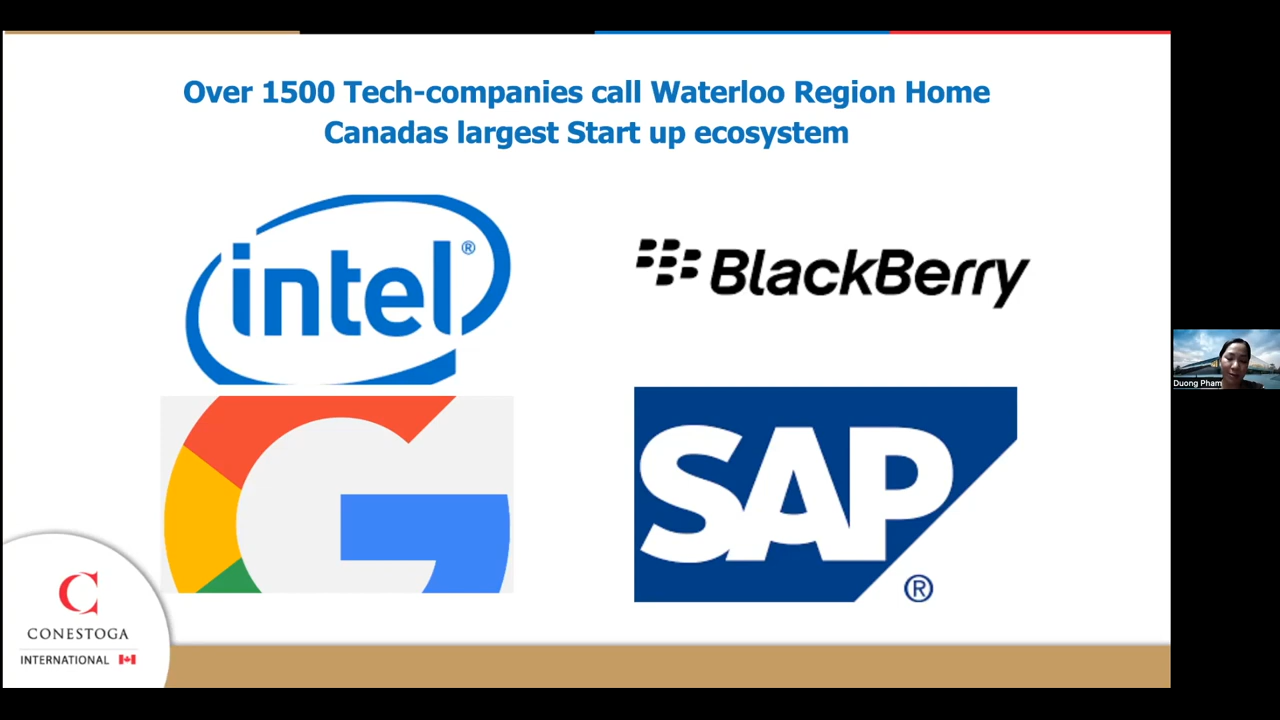 Over 1500 Tech-companies call Waterloo Region Home
Canadas largest Start up ecosystem
intel®
BlackBerry
SAP
®
Duong Pham
C
CONESTOGA
INTERNATIONAL